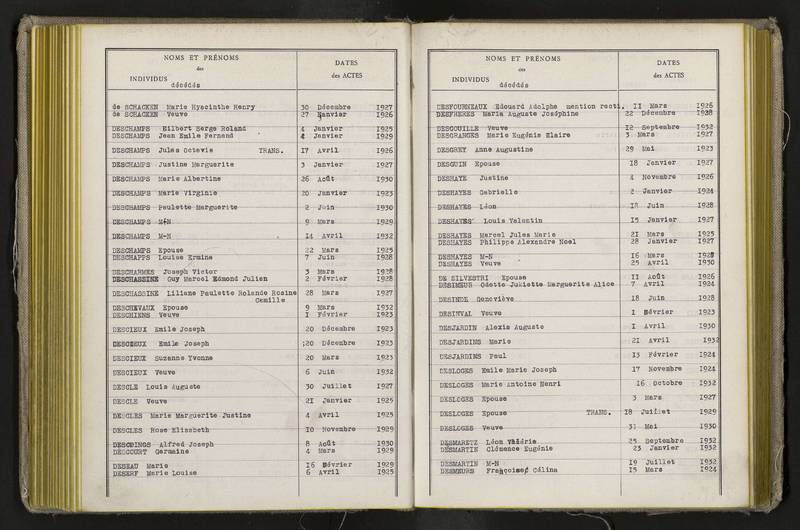 NOMS ET PRÉNOMS
des
INDIVIDUS
décédés
DATES
des ACTES
de SCHACKEN Marie Hyacinthe Henry 30 Décembre 1927
de SCHACKEN Veuve 27 Janvier 1926
DESCHAMPS Eilbert Serge Roland 4 Janvier 1925
DESCHAMPS Jean Emile Fernand 4 Janvier 1929
DESCHAMPS Jules Octavie TRANS. 17 Avril 1926
DESCHAMPS Justine Marguerite 3 Janvier 1927
DESCHAMPS Marie Albertine 26 Août 1930
DESCHAMPS Marie Virginie 20 Janvier 1923
DESCHAMPS Paulette Marguerite 2 Juin 1930
DESCHAMPS M-N 9 Mars 1929
DESCHAMPS M-N 14 Avril 1932
DESCHAMPS Epouse 22 Mars 1925
DESCHAPPS Louise Ermine 7 Juin 1928
DESCHARMES Joseph Victor 3 Mars 1928
DESCHASSINE Guy Marcel Edmond Julien 2 Février 1928
DESCHASSINE Liliane Paulette Rolande Rosine 28 Mars 1927
Camille
DESCHEVAUX Epouse 9 Mars 1932
DESCHIENS Veuve 1 Février 1923
DESCIEUX Emile Joseph 20 Décembre 1923
DESCIEUX Emile Joseph 20 Décembre 1923
DESCIEUX Suzanne Yvonne 20 Mars 1923
DESCIEUX Veuve 6 Juin 1932
DESCLE Louis Auguste 30 Juillet 1927
DESCLE Veuve 21 Janvier 1925
DESCLES Marie Marguerite Justine 4 Avril 1925
DESCLES Rose Elisabeth 10 Novembre 1929
DESCOPINGS Alfred Joseph 8 Août 1930
DESCOURT Germaine 4 Mars 1929
DESEAU Marie 16 Février 1929
DESERF Marie Louise 6 Avril 1925
NOMS ET PRÉNOMS
des
INDIVIDUS
décédés
DATES
des ACTES
DESFOURNEAUX Edouard Adolphe mention recti. 11 Mars 1926
DESFRERES Maria Auguste Joséphine 22 Décembre 1928
DESGOUILLE Veuve 12 Septembre 1932
DESGRANGES Marie Eugénie Elaire 3 Mars 1927
DESGREY Anne Augustine 29 Mai 1923
DESGUIN Epouse 18 Janvier 1927
DESHAYE Justine 4 Novembre 1926
DESHAYES Gabrielle 2 Janvier 1924
DESHAYES Léon 18 Juin 1928
DESHAYES Louis Valentin 15 Janvier 1927
DESHAYES Marcel Jules Marie 21 Mars 1925
DESHAYES Philippe Alexandre Noel 28 Janvier 1927
DESHAYES M-N 16 Mars 1928
DESHAYES Veuve 25 Avril 1930
DE SILVESTRI Epouse 11 Août 1926
DESIMEUR Odette Juliette Marguerite Alice 7 Avril 1924
DESINDE Geneviève 18 Juin 1928
DESINVAL Veuve 1 Février 1923
DESJARDIN Alexis Auguste 1 Avril 1930
DESJARDINS Marie 21 Avril 1932
DESJARDINS Paul 13 Février 1924
DESLOGES Emile Marie Joseph 17 Novembre 1924
DESLOGES Marie Antoine Henri 16 Octobre 1932
DESLOGES Epouse 3 Mars 1927
DESLOGES Epouse TRANS. 18 Juillet 1929
DESLOGES Veuve 31 Mai 1930
DESMARETZ Léon Valérie 25 Septembre 1932
DESMARTIN Clémence Eugénie 23 Janvier 1932
DESMARTIN M-N 19 Juillet 1932
DESMEURS Françoise Célina 15 Mars 1924